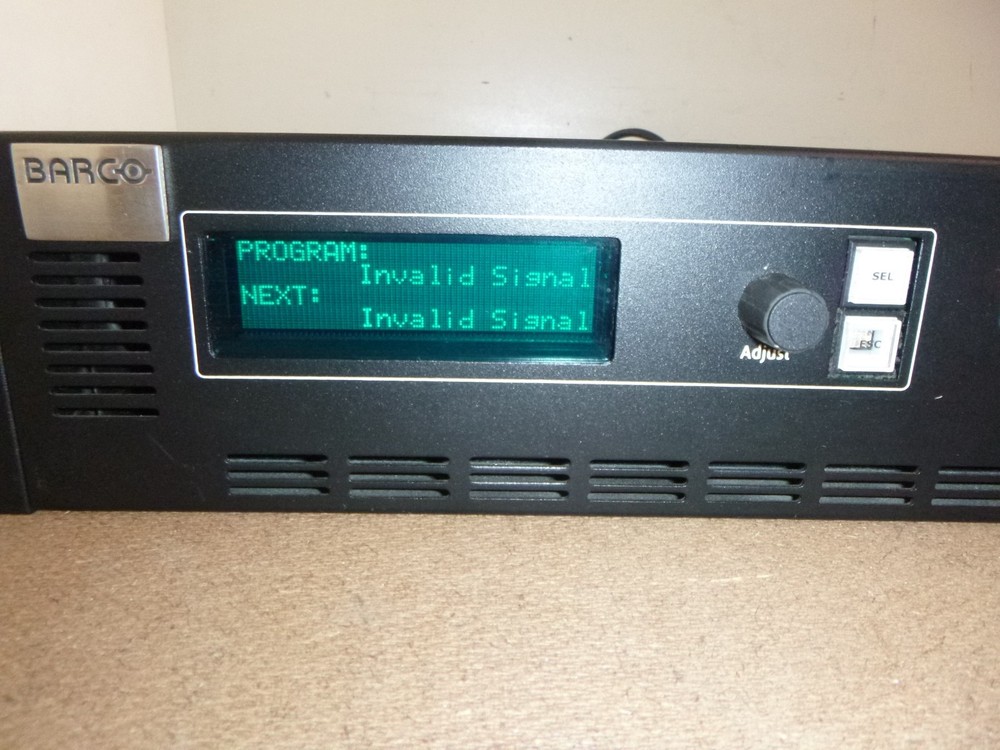 BARCO
PROGRAM:
Invalid Signal
NEXT:
Invalid Signal
SEL
ESC
Adjust